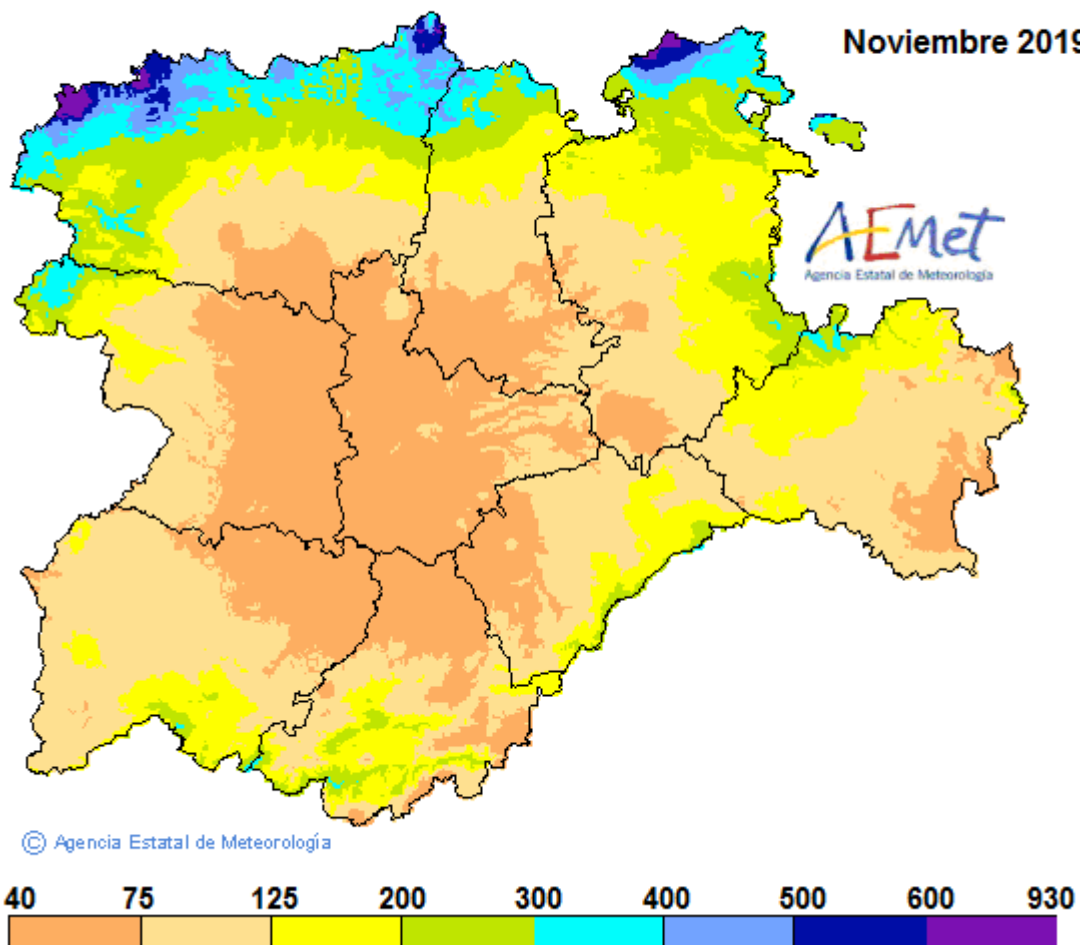 Noviembre 2019
AEMet
Agencia Estatal de Meteorología
© Agencia Estatal de Meteorología
40 75 125 200 300 400 500 600 930